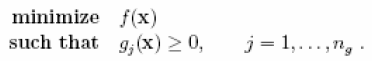 minimize f(x)
such that g_j(x) ≥ 0, j = 1, . . . , n_g .